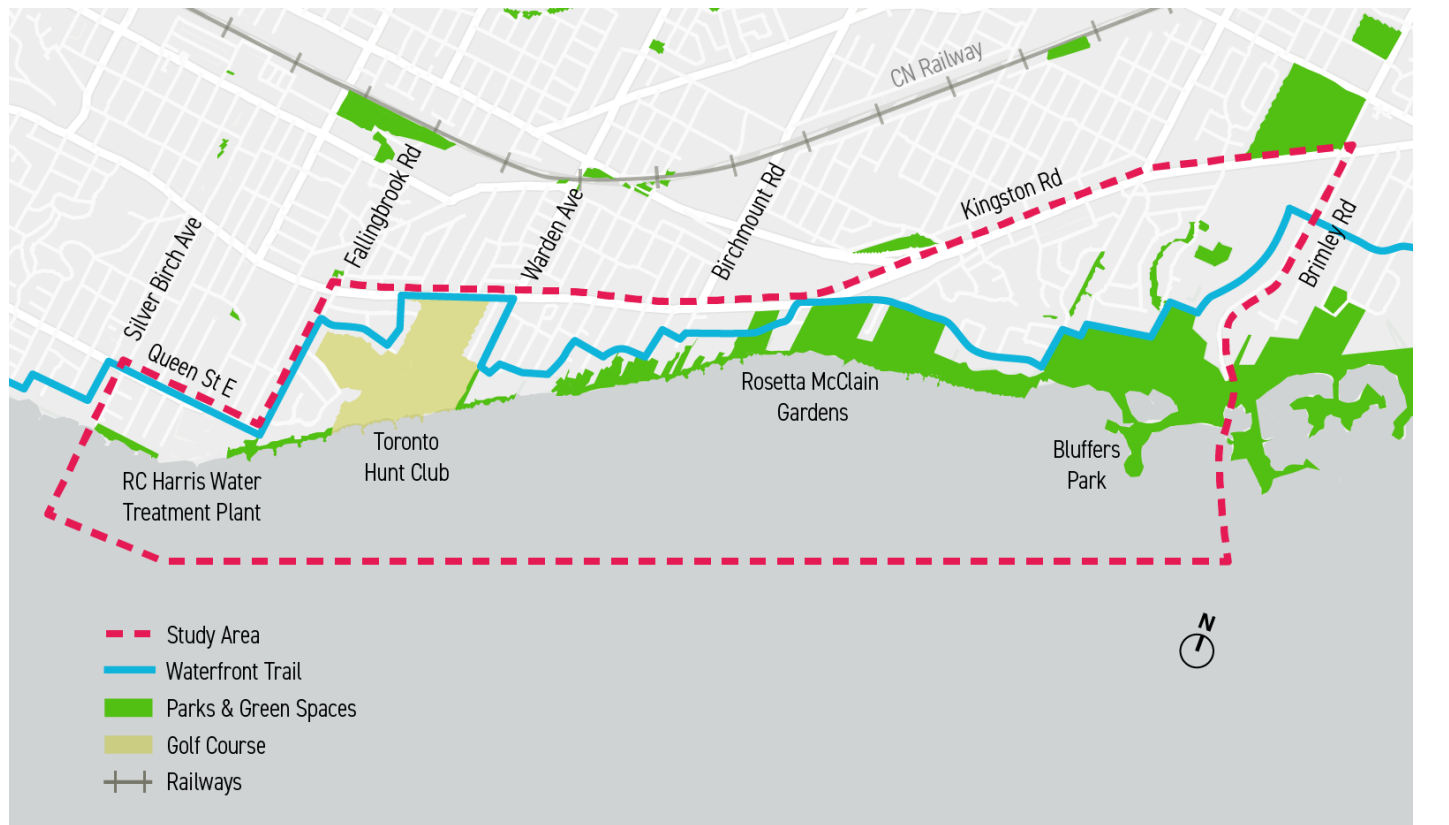 CN Railway
Fallingbrook Rd
Kingston Rd
Birchmount Rd
Warden Ave
Silver Birch Ave
Brimley Rd
Queen St E
Rosetta McClain
Gardens
Toronto
Hunt Club
Bluffers
Park
RC Harris Water
Treatment Plant
N
Study Area
Waterfront Trail
Parks & Green Spaces
Golf Course
Railways